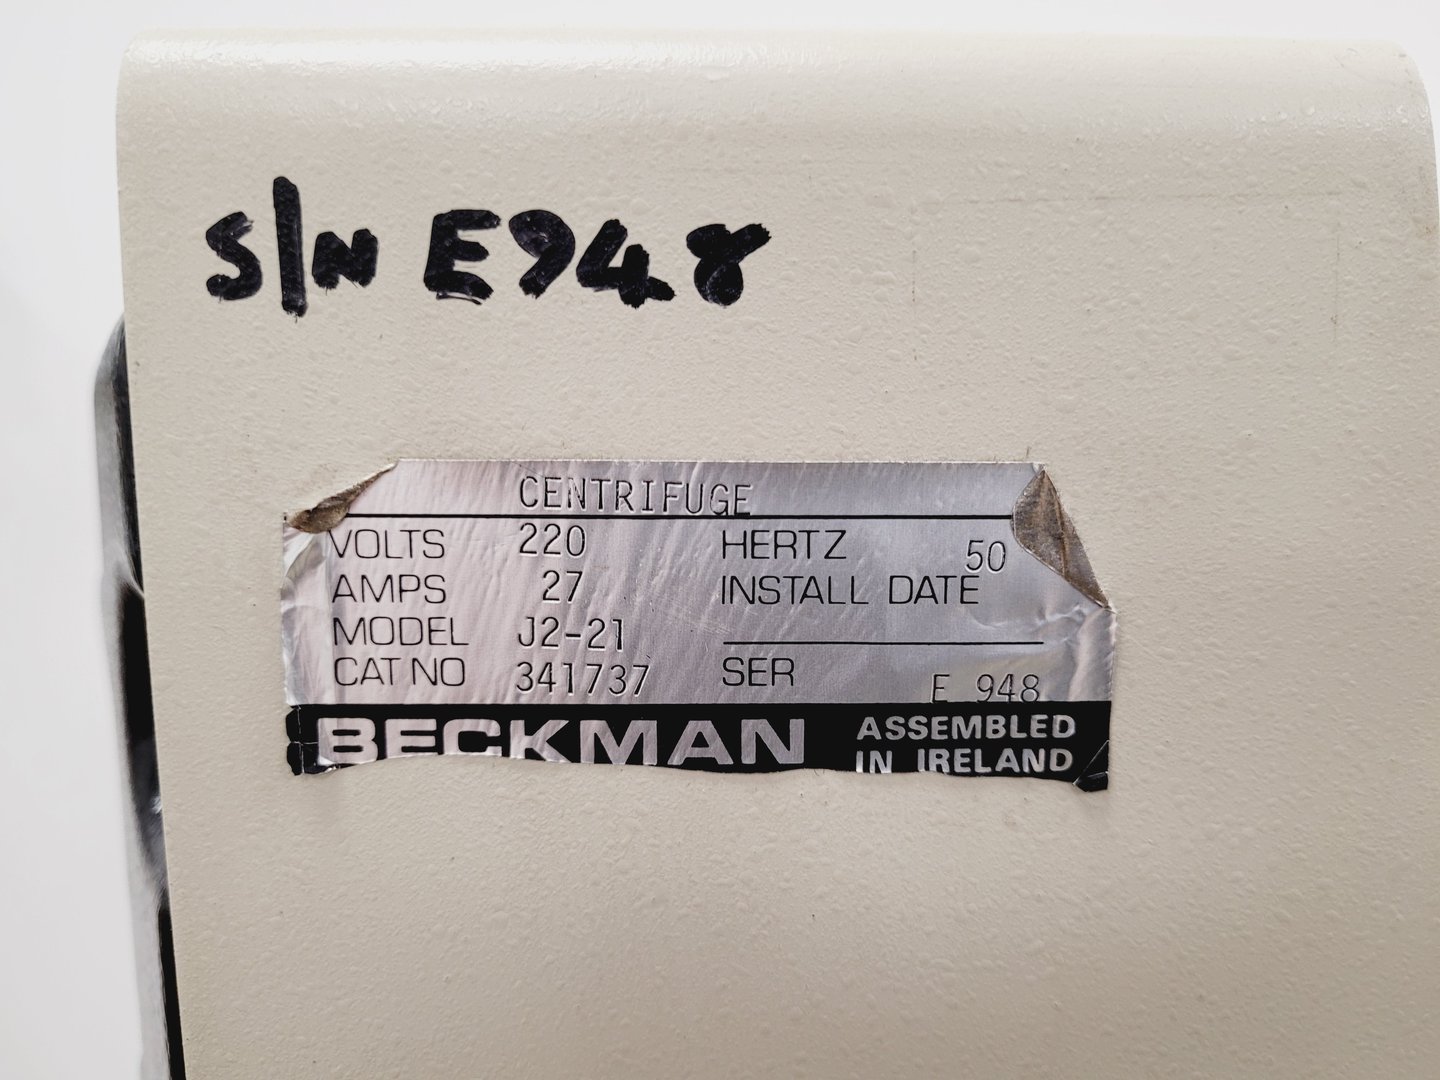 S/N E948
CENTRIFUGE
VOLTS 220 HERTZ 50
AMPS 27 INSTALL DATE
MODEL J2-21
CAT NO 341737 SER E 948
BECKMAN ASSEMBLED
IN IRELAND